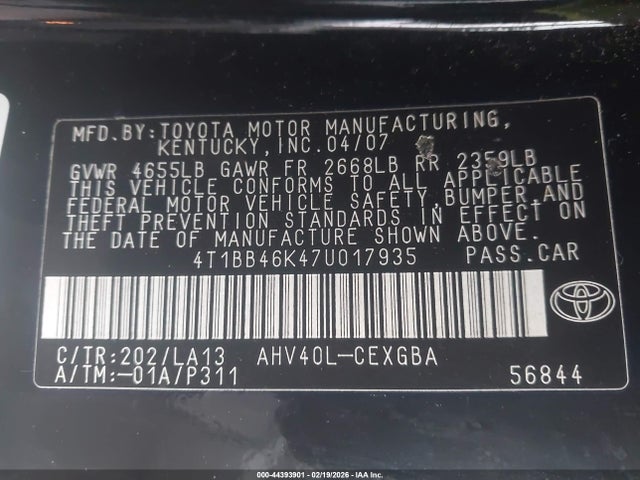 MFD.BY:TOYOTA MOTOR MANUFACTURING,
KENTUCKY, INC. 04/07
GVWR 4655LB GAWR FR 2668LB RR 2359LB
THIS VEHICLE CONFORMS TO ALL APPLICABLE
FEDERAL MOTOR VEHICLE SAFETY, BUMPER, AND
THEFT PREVENTION STANDARDS IN EFFECT ON
THE DATE OF MANUFACTURE SHOWN ABOVE.
4T1BB46K47U017935 PASS.CAR
C/TR:202/LA13 AHV40L-CEXGBA
A/TM:-01A/P311 56844
000-44393901 - 02/19/2026 - IAA Inc.